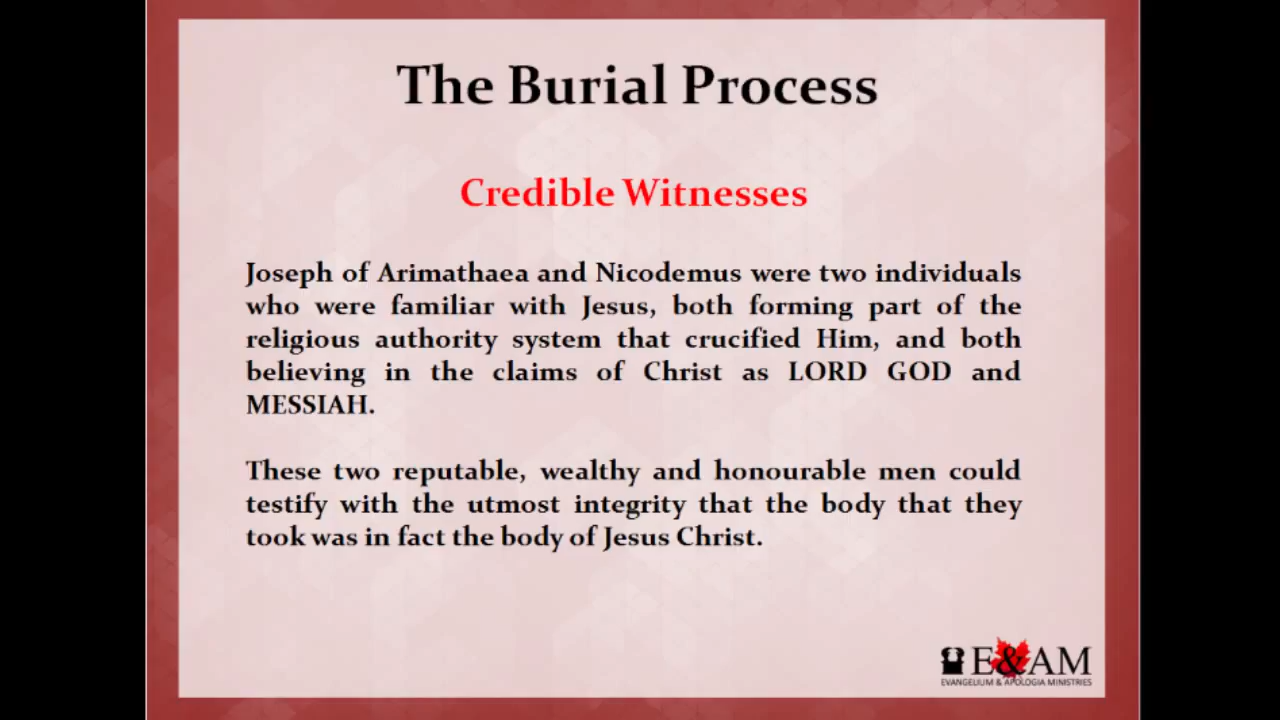 The Burial Process
Credible Witnesses
Joseph of Arimathaea and Nicodemus were two individuals
who were familiar with Jesus, both forming part of the
religious authority system that crucified Him, and both
believing in the claims of Christ as LORD GOD and
MESSIAH.
These two reputable, wealthy and honourable men could
testify with the utmost integrity that the body that they
took was in fact the body of Jesus Christ.
E&AM
EVANGELIUM & APOLOGIA MINISTRIES